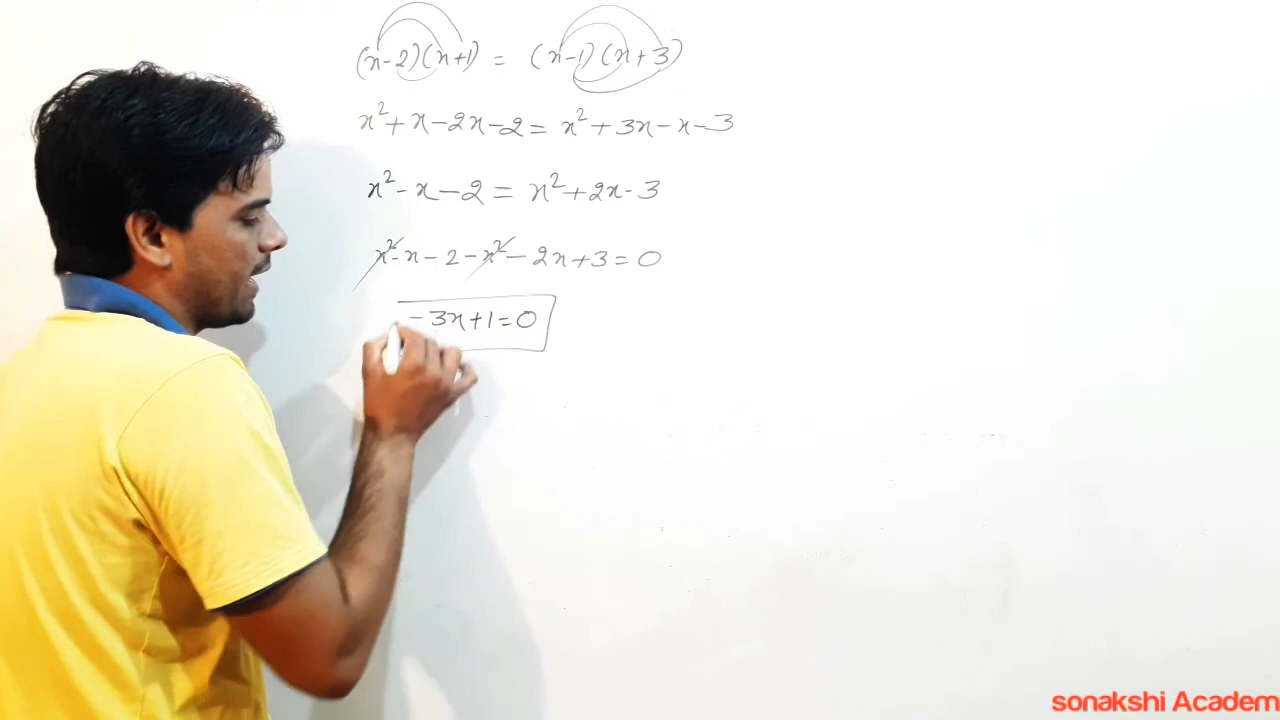 (x-2)(x+1) = (x-1)(x+3)
x²+x-2x-2 = x²+3x-x-3
x²-x-2 = x²+2x-3
x²-x-2-x²-2x+3=0
-3x+1=0
sonakshi Academ